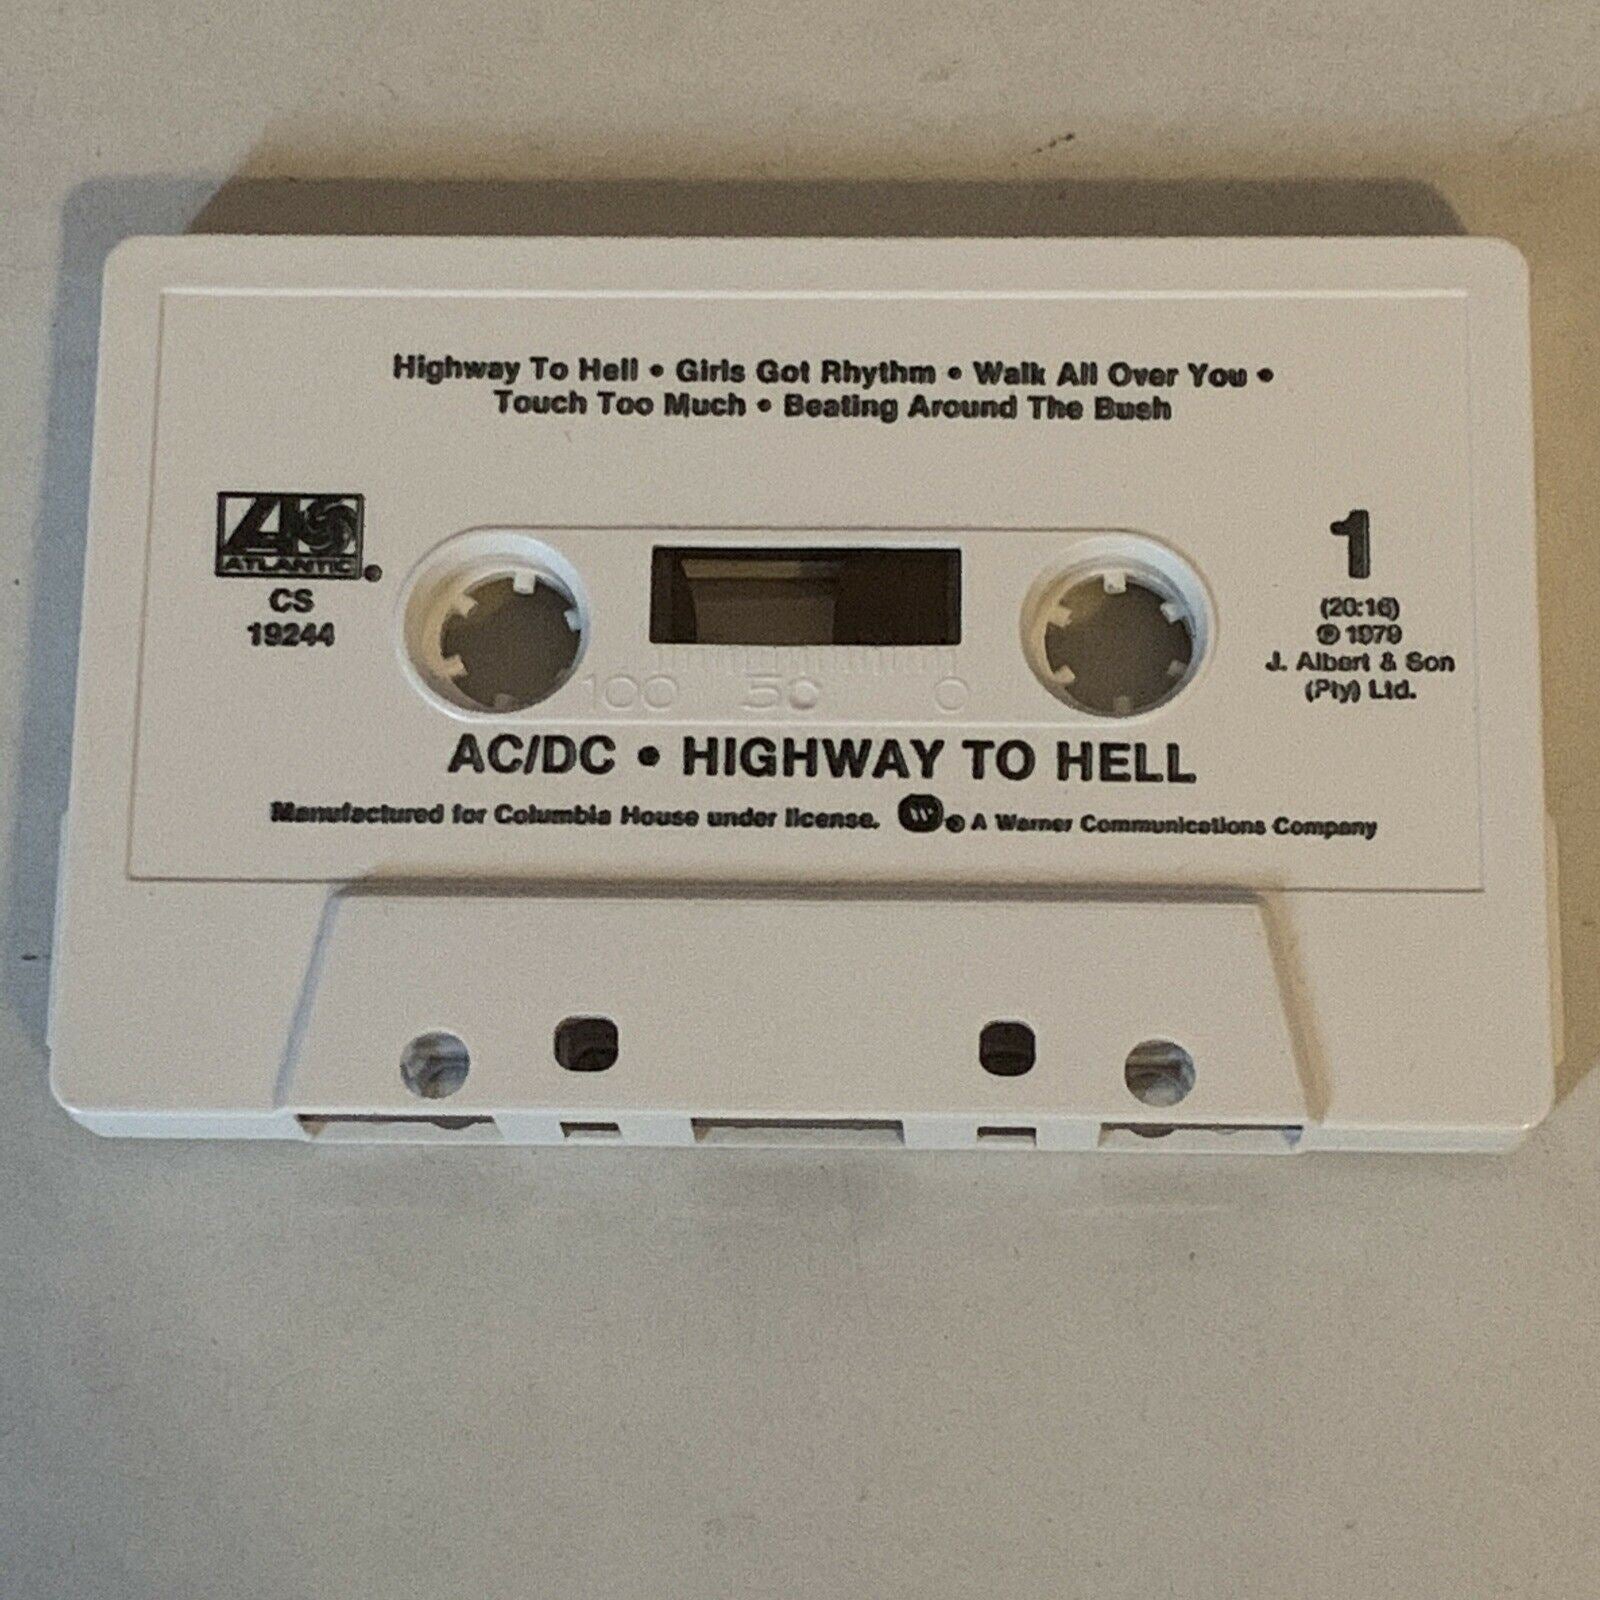 Highway To Hell • Girls Got Rhythm • Walk All Over You •
Touch Too Much • Beating Around The Bush
ATLANTIC ®
CS
19244
1
(20:16)
℗ 1979
J. Albert & Son
(Pty) Ltd.
100 50 0
AC/DC • HIGHWAY TO HELL
Manufactured for Columbia House under license. W ® A Warner Communications Company